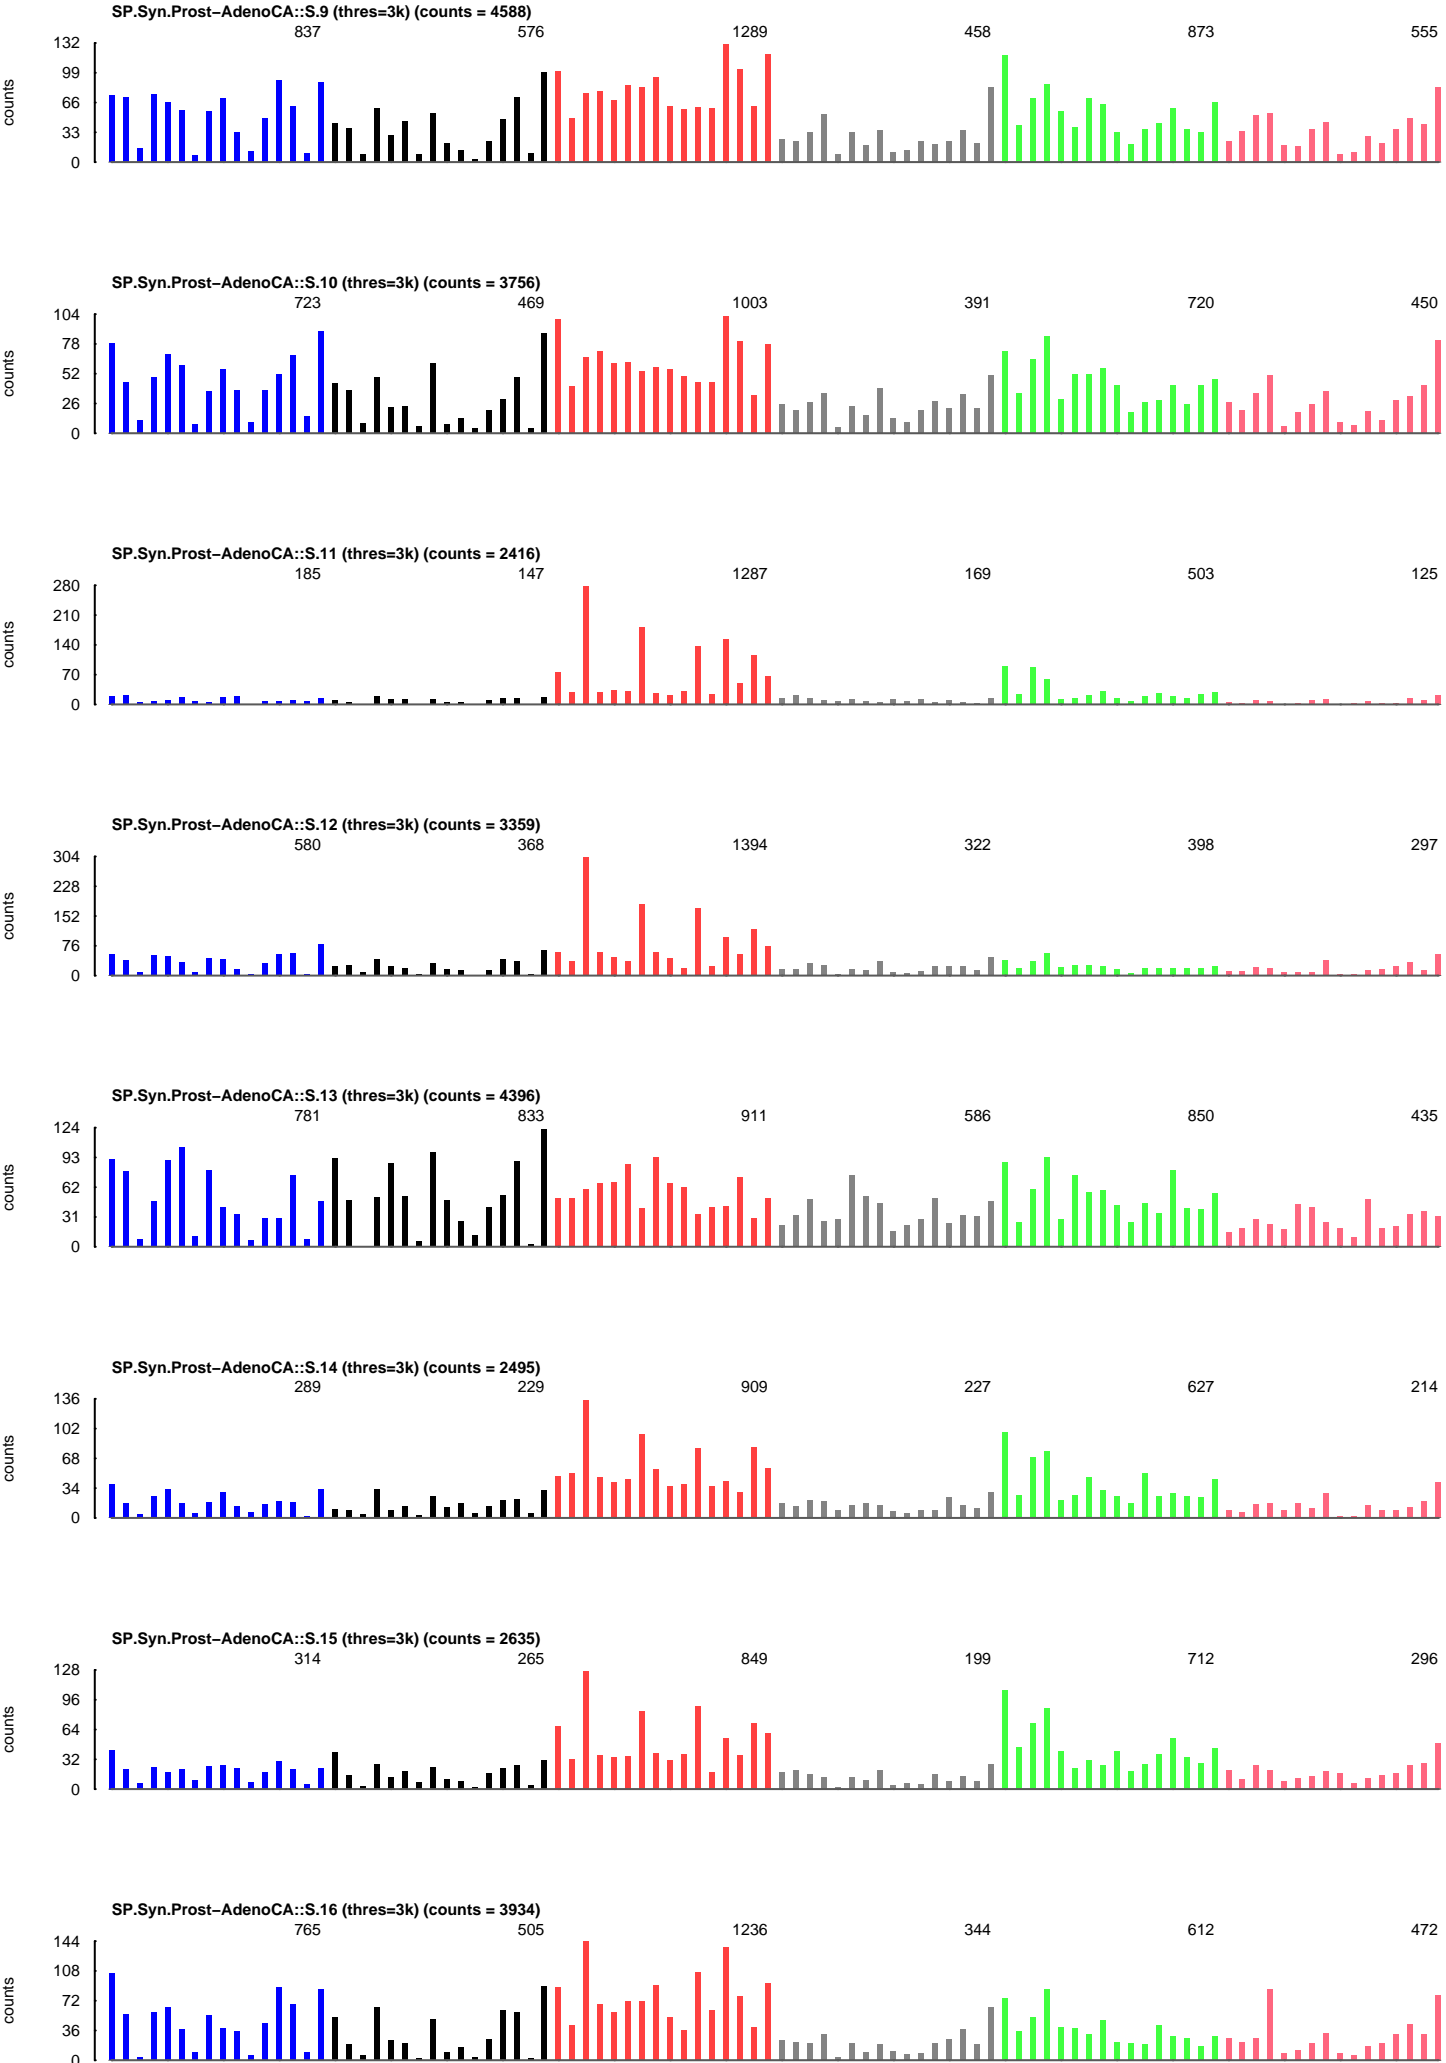 SP.Syn.Prost−AdenoCA::S.9 (thres=3k) (counts = 4588)
837 576 1289 458 873 555
132
99
66
33
0
counts
SP.Syn.Prost−AdenoCA::S.10 (thres=3k) (counts = 3756)
723 469 1003 391 720 450
104
78
52
26
0
counts
SP.Syn.Prost−AdenoCA::S.11 (thres=3k) (counts = 2416)
185 147 1287 169 503 125
280
210
140
70
0
counts
SP.Syn.Prost−AdenoCA::S.12 (thres=3k) (counts = 3359)
580 368 1394 322 398 297
304
228
152
76
0
counts
SP.Syn.Prost−AdenoCA::S.13 (thres=3k) (counts = 4396)
781 833 911 586 850 435
124
93
62
31
0
counts
SP.Syn.Prost−AdenoCA::S.14 (thres=3k) (counts = 2495)
289 229 909 227 627 214
136
102
68
34
0
counts
SP.Syn.Prost−AdenoCA::S.15 (thres=3k) (counts = 2635)
314 265 849 199 712 296
128
96
64
32
0
counts
SP.Syn.Prost−AdenoCA::S.16 (thres=3k) (counts = 3934)
765 505 1236 344 612 472
144
108
72
36
0
counts